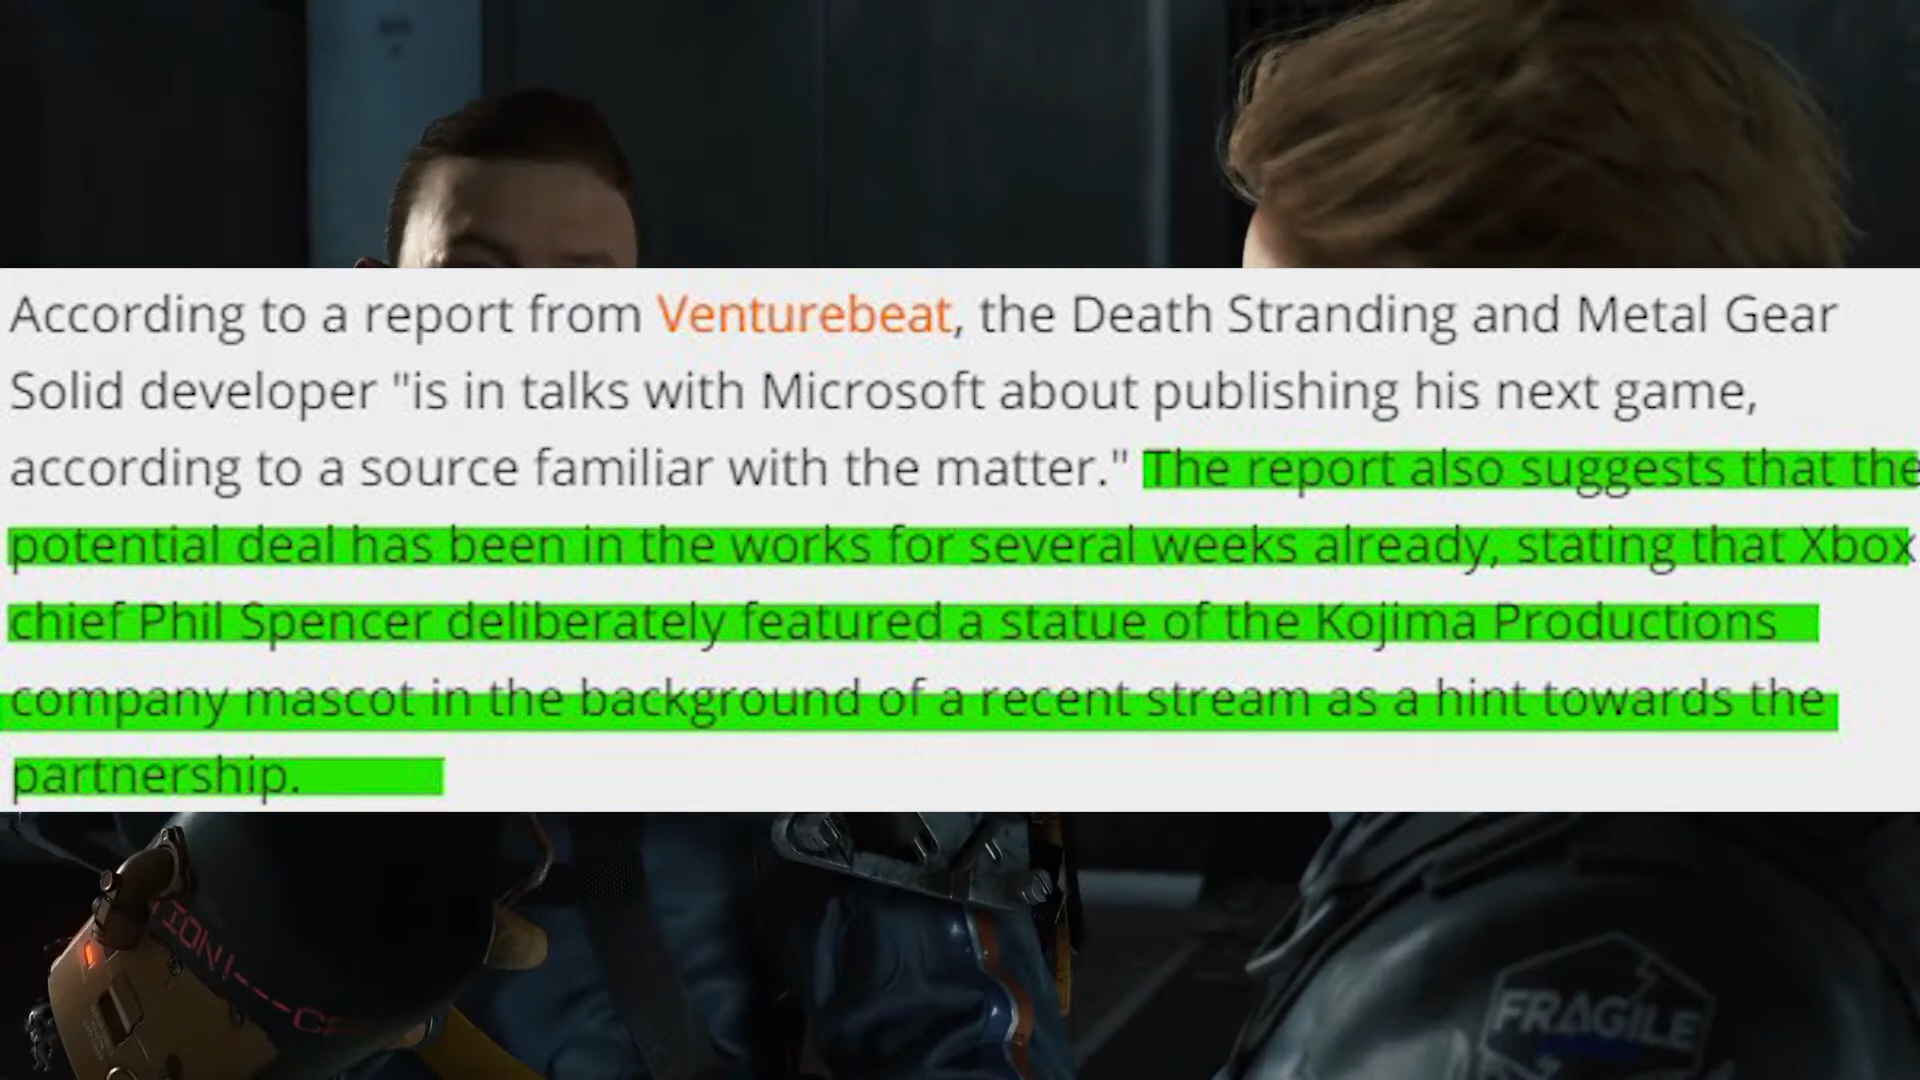 According to a report from Venturebeat, the Death Stranding and Metal Gear
Solid developer "is in talks with Microsoft about publishing his next game,
according to a source familiar with the matter." The report also suggests that the
potential deal has been in the works for several weeks already, stating that Xbox
chief Phil Spencer deliberately featured a statue of the Kojima Productions
company mascot in the background of a recent stream as a hint towards the
partnership.
FRAGILE